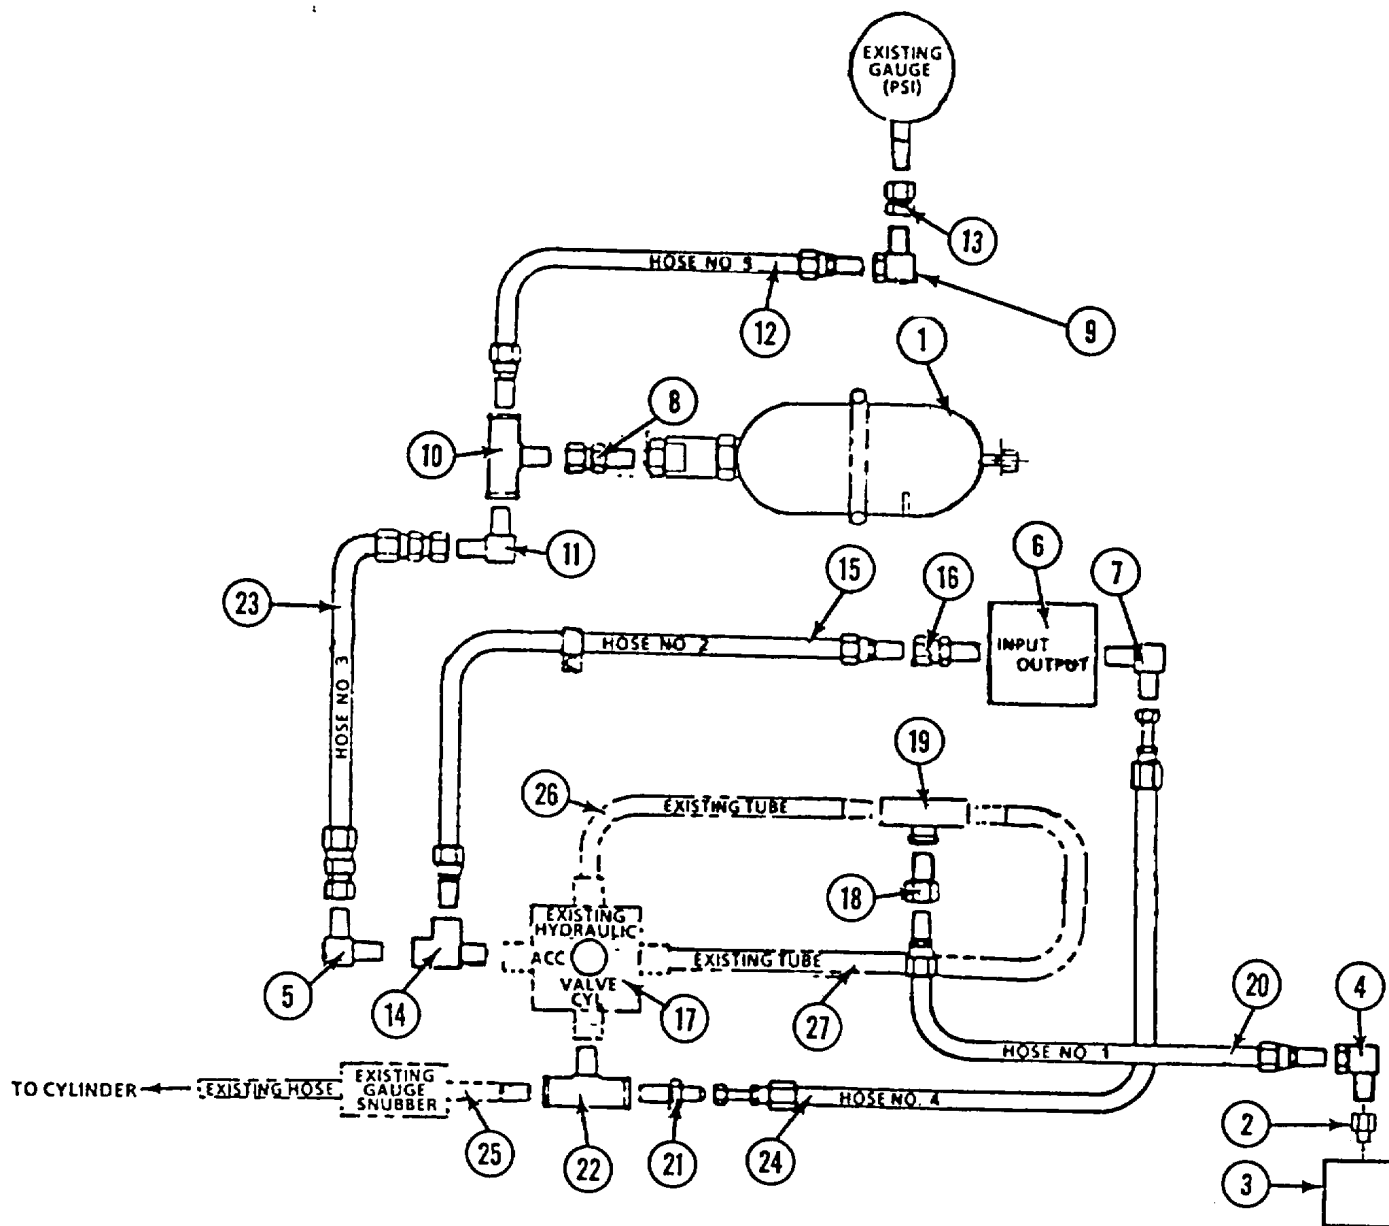 EXISTING
GAUGE
(PSI)
13
HOSE NO 5
12
9
1
8
10
11
6
7
15
16
23
HOSE NO 3
HOSE NO 2
INPUT
OUTPUT
19
26
EXISTING TUBE
18
EXISTING
HYDRAULIC
ACC
VALVE
CYL
EXISTING TUBE
5
14
17
27
20
4
HOSE NO 1
TO CYLINDER
EXISTING HOSE
EXISTING
GAUGE
SNUBBER
HOSE NO. 4
2
25
22
21
24
3